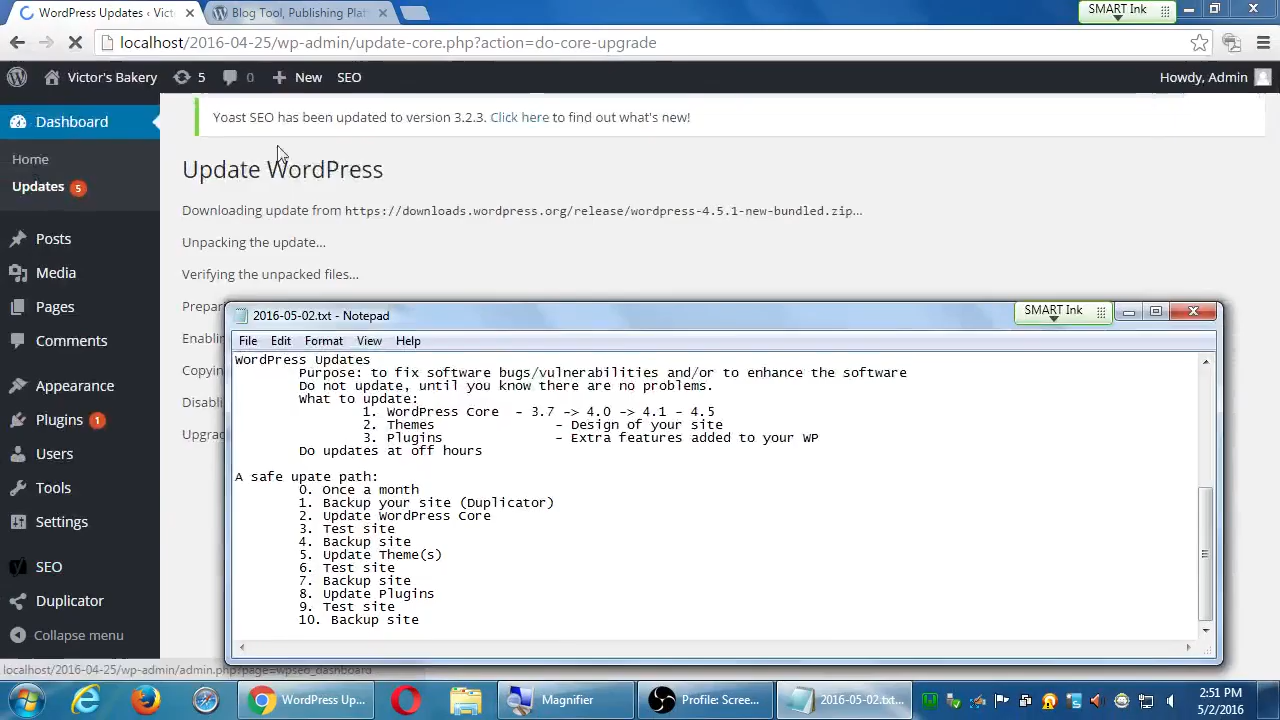 WordPress Updates ‹ Vict
Blog Tool, Publishing Plat
SMART Ink
localhost/2016-04-25/wp-admin/update-core.php?action=do-core-upgrade
Victor's Bakery
5
0
New
SEO
Howdy, Admin
Dashboard
Home
Updates 5
Posts
Media
Pages
Comments
Appearance
Plugins 1
Users
Tools
Settings
SEO
Duplicator
Collapse menu
Yoast SEO has been updated to version 3.2.3. Click here to find out what's new!
Update WordPress
Downloading update from https://downloads.wordpress.org/release/wordpress-4.5.1-new-bundled.zip…
Unpacking the update…
Verifying the unpacked files…
Prepar
Enablin
Copyin
Disabli
Upgrad
2016-05-02.txt - Notepad
SMART Ink
File Edit Format View Help
WordPress Updates
Purpose: to fix software bugs/vulnerabilities and/or to enhance the software
Do not update, until you know there are no problems.
What to update:
1. WordPress Core - 3.7 -> 4.0 -> 4.1 - 4.5
2. Themes - Design of your site
3. Plugins - Extra features added to your WP
Do updates at off hours
A safe upate path:
0. Once a month
1. Backup your site (Duplicator)
2. Update WordPress Core
3. Test site
4. Backup site
5. Update Theme(s)
6. Test site
7. Backup site
8. Update Plugins
9. Test site
10. Backup site
localhost/2016-04-25/wp-admin/admin.php?page=wpseo_dashboard
WordPress Up...
Magnifier
Profile: Scree...
2016-05-02.txt...
2:51 PM
5/2/2016